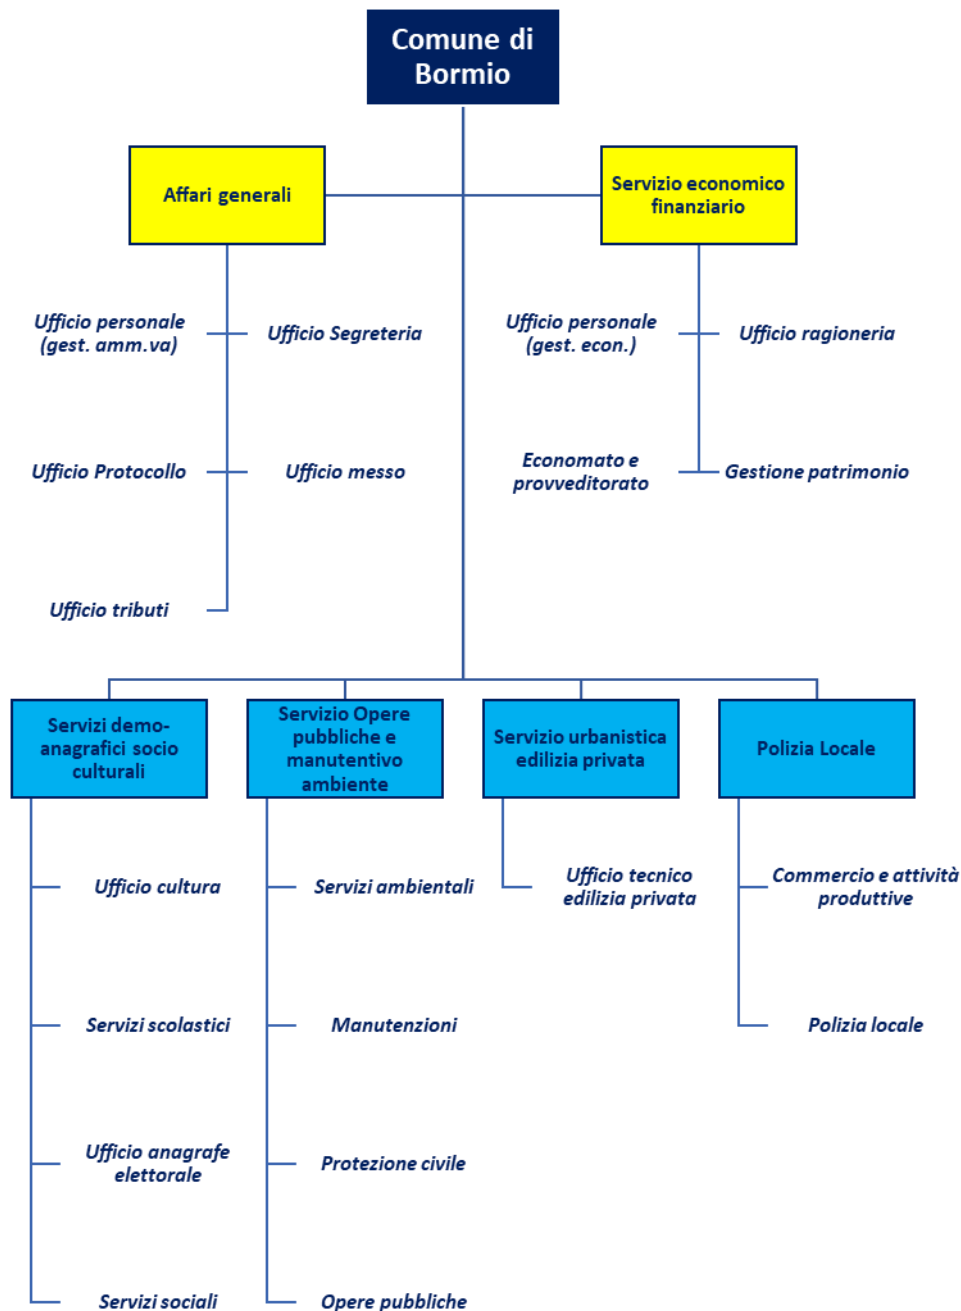 Comune di
Bormio
Affari generali
Servizio economico
finanziario
Ufficio personale
(gest. amm.va)
Ufficio Segreteria
Ufficio personale
(gest. econ.)
Ufficio ragioneria
Ufficio Protocollo
Ufficio messo
Economato e
provveditorato
Gestione patrimonio
Ufficio tributi
Servizi demo-
anagrafici socio
culturali
Servizio Opere
pubbliche e
manutentivo
ambiente
Servizio urbanistica
edilizia privata
Polizia Locale
Ufficio cultura
Servizi ambientali
Ufficio tecnico
edilizia privata
Commercio e attività
produttive
Servizi scolastici
Manutenzioni
Polizia locale
Ufficio anagrafe
elettorale
Protezione civile
Servizi sociali
Opere pubbliche